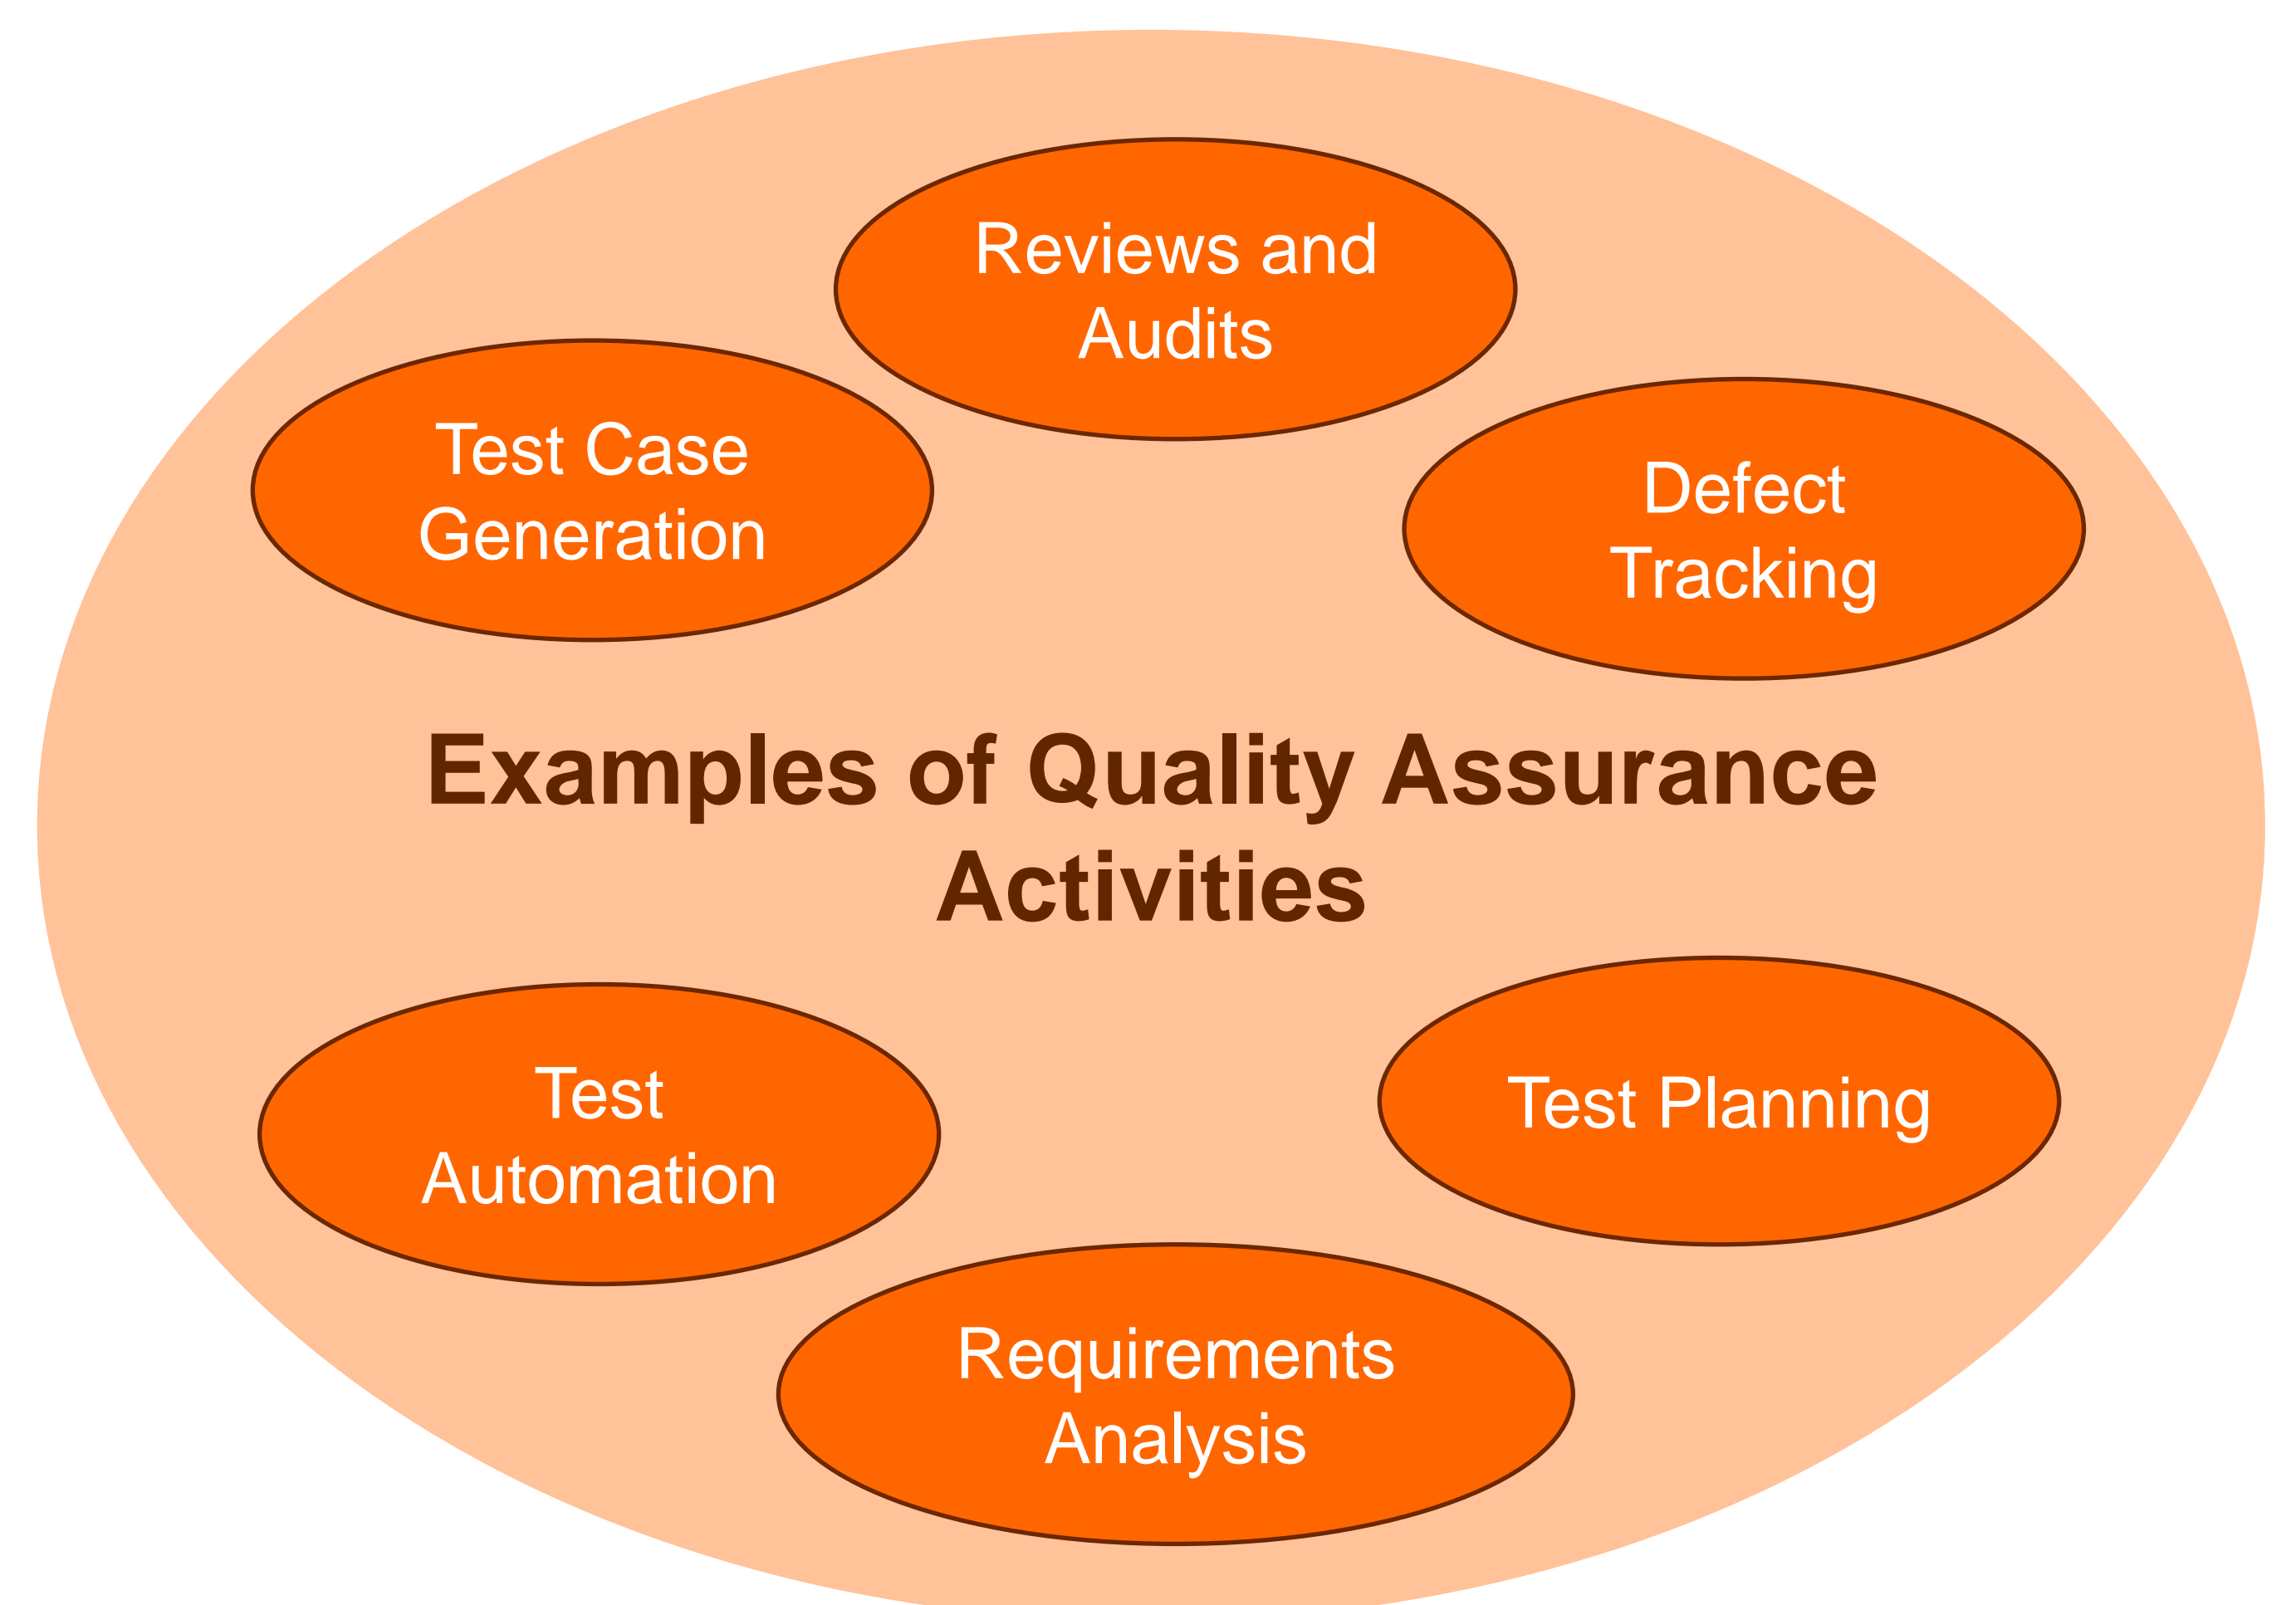 Reviews and
Audits
Test Case
Generation
Defect
Tracking
Examples of Quality Assurance
Activities
Test
Automation
Test Planning
Requirements
Analysis